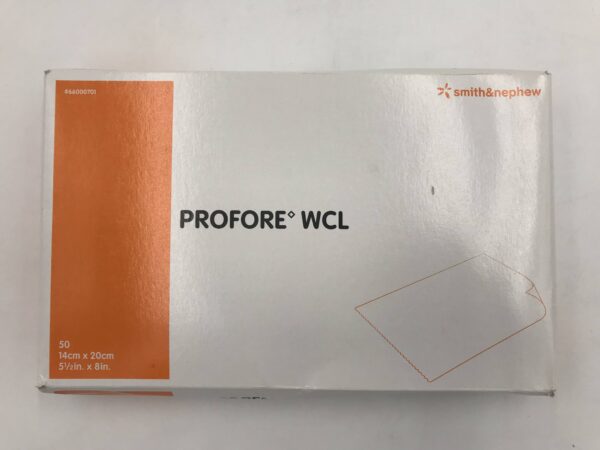 #66000701
smith&nephew
PROFORE◊ WCL
50
14cm x 20cm
5½in. x 8in.